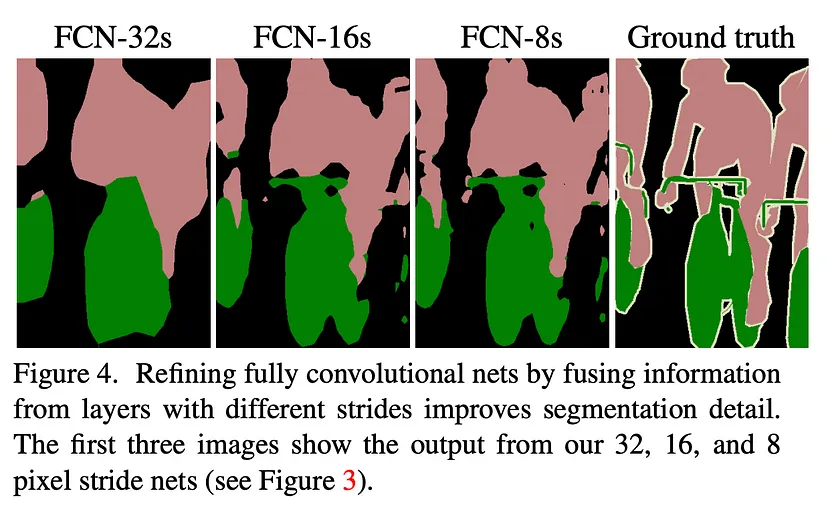 FCN-32s FCN-16s FCN-8s Ground truth
Figure 4. Refining fully convolutional nets by fusing information
from layers with different strides improves segmentation detail.
The first three images show the output from our 32, 16, and 8
pixel stride nets (see Figure 3).